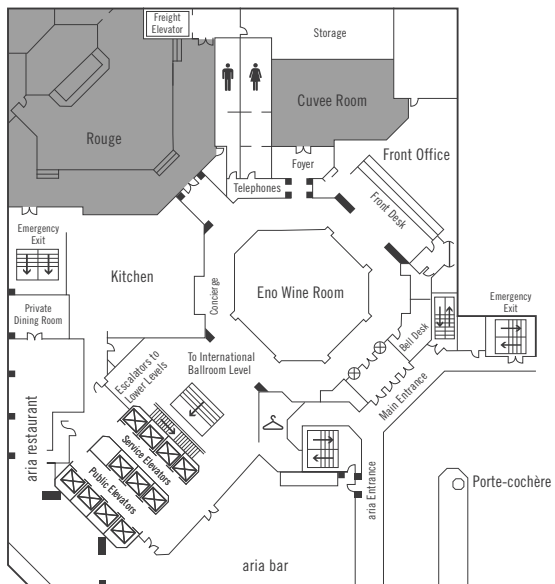 Freight
Elevator
Storage
Cuvee Room
Rouge
Foyer
Front Office
Telephones
Front Desk
Emergency
Exit
Kitchen
Concierge
Eno Wine Room
Emergency
Exit
Private
Dining Room
Bell Desk
Escalators to
Lower Levels
To International
Ballroom Level
Main Entrance
aria restaurant
Service Elevators
Public Elevators
aria Entrance
Porte-cochère
aria bar